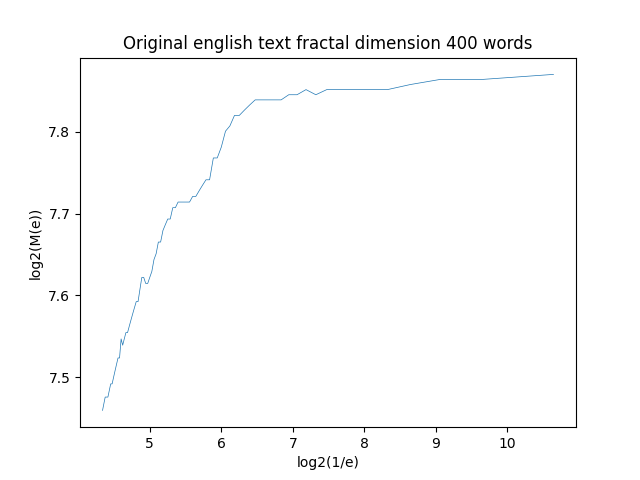 Original english text fractal dimension 400 words
log2(M(e))
7.8
7.7
7.6
7.5
5 6 7 8 9 10
log2(1/e)